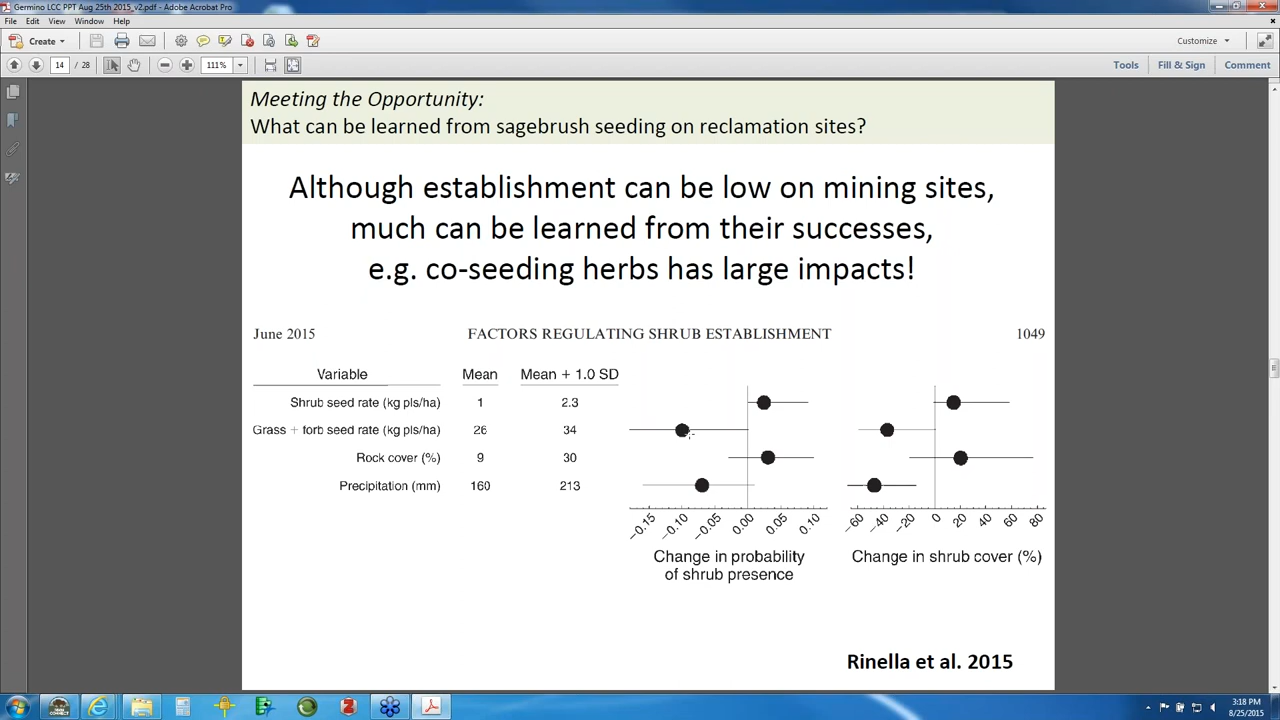 Germino LCC PPT Aug 25th 2015_v2.pdf - Adobe Acrobat Pro
File Edit View Window Help
Create
Customize
14 / 28
111%
Tools Fill & Sign Comment
Meeting the Opportunity:
What can be learned from sagebrush seeding on reclamation sites?
Although establishment can be low on mining sites,
much can be learned from their successes,
e.g. co-seeding herbs has large impacts!
June 2015 FACTORS REGULATING SHRUB ESTABLISHMENT 1049
Variable Mean Mean + 1.0 SD
Shrub seed rate (kg pls/ha) 1 2.3
Grass + forb seed rate (kg pls/ha) 26 34
Rock cover (%) 9 30
Precipitation (mm) 160 213
−0.15 −0.10 −0.05 0.00 0.05 0.10 −60 −40 −20 0 20 40 60 80
Change in probability
of shrub presence
Change in shrub cover (%)
Rinella et al. 2015
3:18 PM
8/25/2015